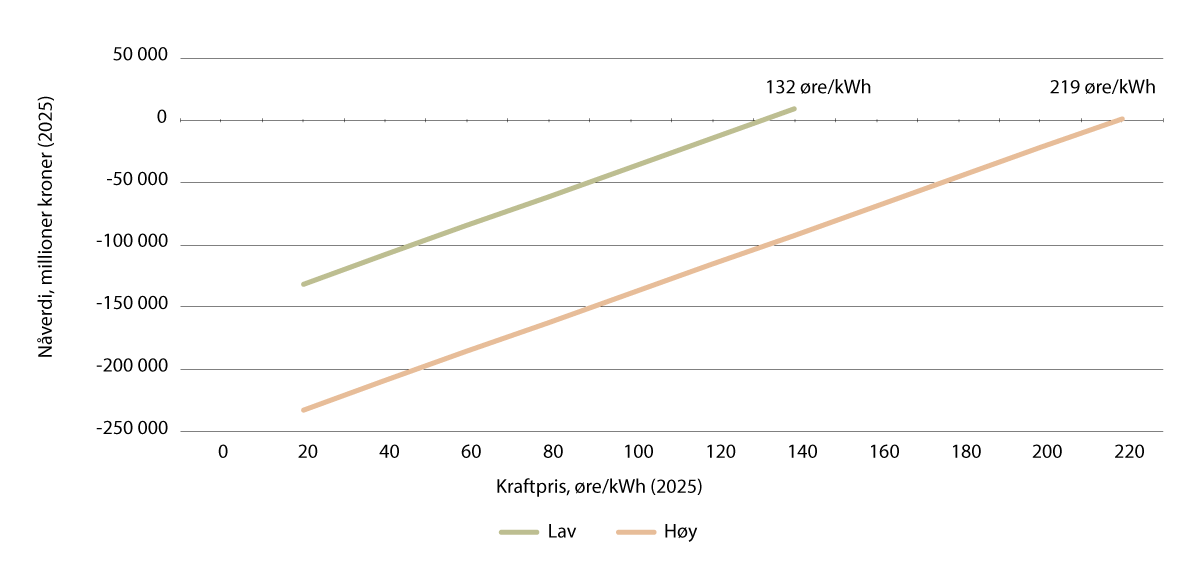 Nåverdi, millioner kroner (2025)
50 000
0
-50 000
-100 000
-150 000
-200 000
-250 000
132 øre/kWh
219 øre/kWh
0 20 40 60 80 100 120 140 160 180 200 220
Kraftpris, øre/kWh (2025)
Lav Høy